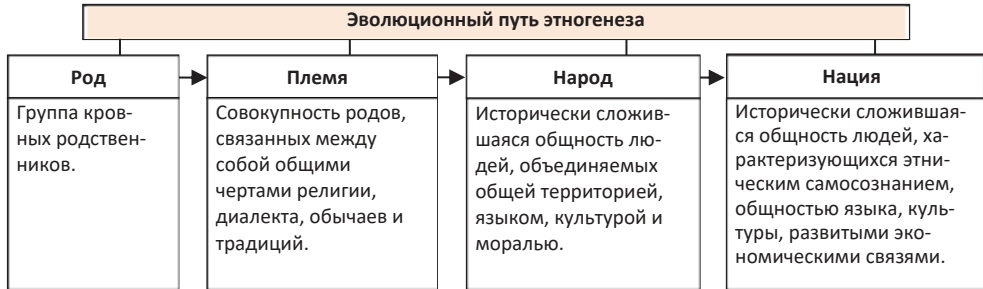 Эволюционный путь этногенеза
Род
Группа кров-
ных родствен-
ников.
Племя
Совокупность родов,
связанных между
собой общими
чертами религии,
диалекта, обычаев и
традиций.
Народ
Исторически сложив-
шаяся общность лю-
дей, объединяемых
общей территорией,
языком, культурой и
моралью.
Нация
Исторически сложившая-
ся общность людей, ха-
рактеризующихся этни-
ческим самосознанием,
общностью языка, куль-
туры, развитыми эко-
номическими связями.